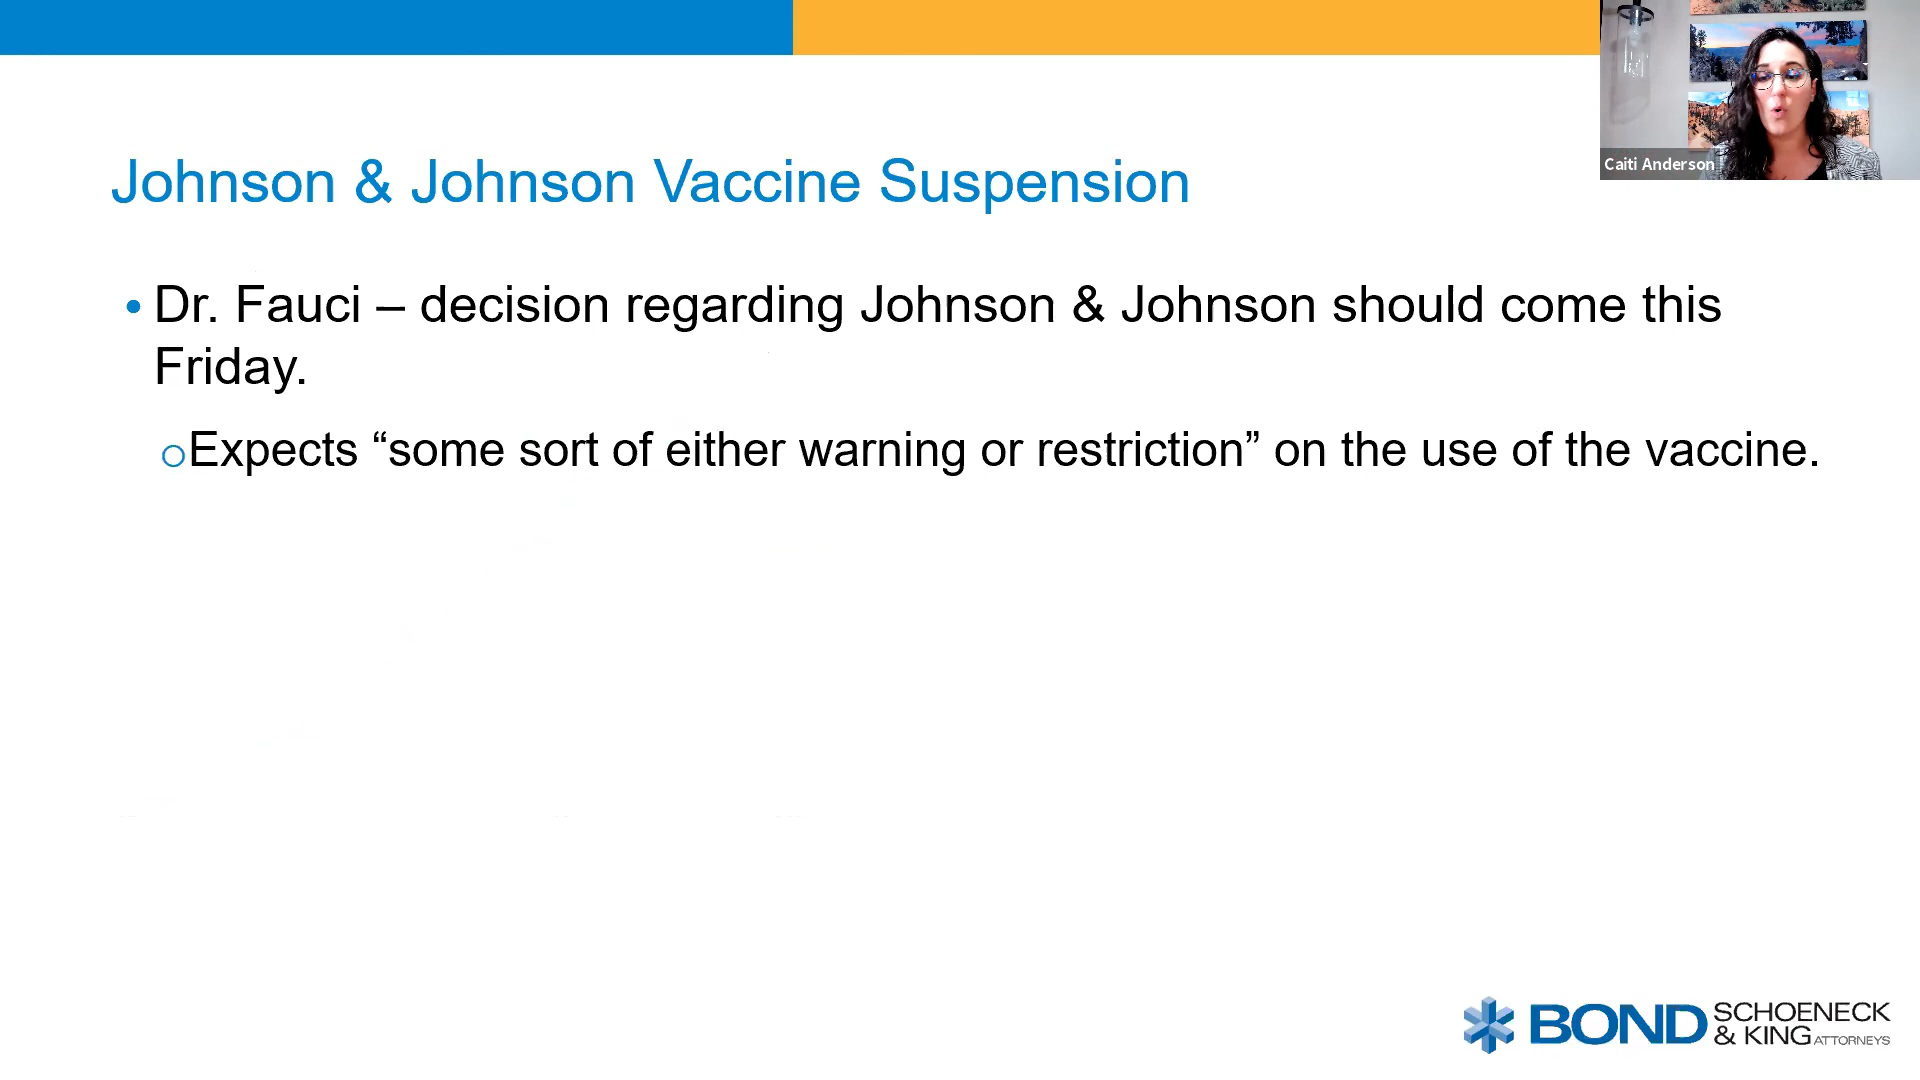 Caiti Anderson
Johnson & Johnson Vaccine Suspension
• Dr. Fauci – decision regarding Johnson & Johnson should come this
Friday.
oExpects “some sort of either warning or restriction” on the use of the vaccine.
BOND SCHOENECK
& KING ATTORNEYS